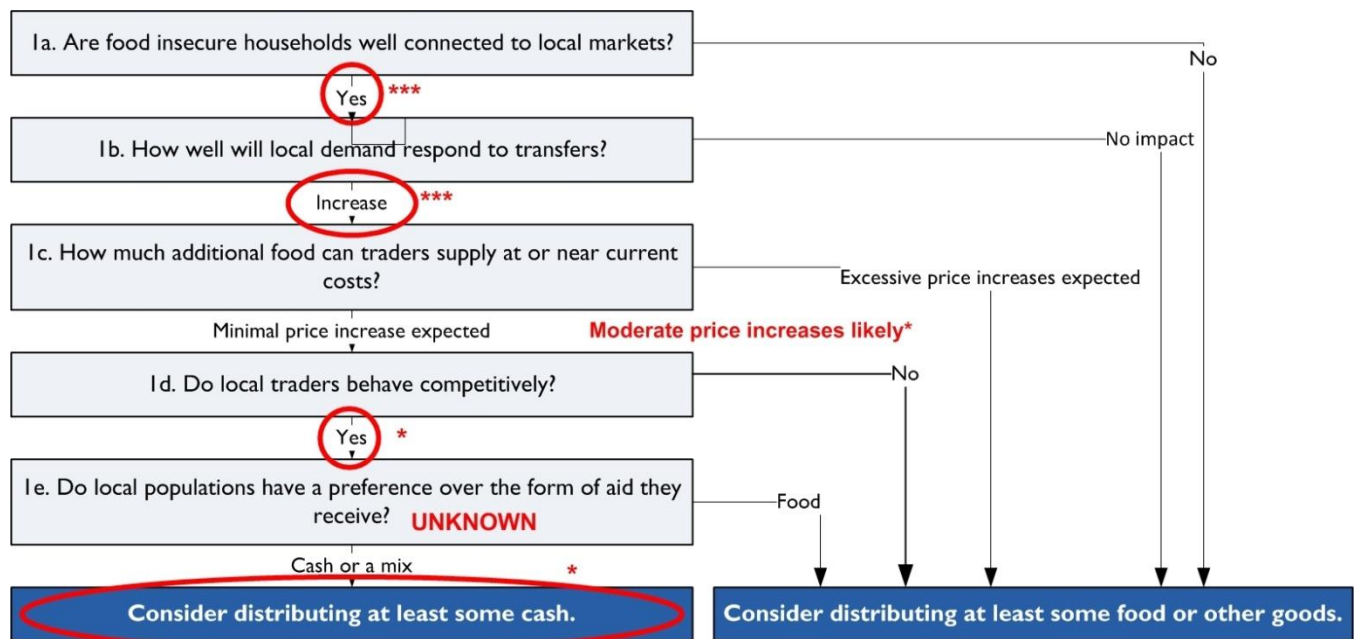 1a. Are food insecure households well connected to local markets?
No
Yes ***
1b. How well will local demand respond to transfers?
No impact
Increase ***
1c. How much additional food can traders supply at or near current
costs?
Excessive price increases expected
Minimal price increase expected
Moderate price increases likely*
1d. Do local traders behave competitively?
No
Yes *
1e. Do local populations have a preference over the form of aid they
receive? UNKNOWN
Food
Cash or a mix *
Consider distributing at least some cash.
Consider distributing at least some food or other goods.